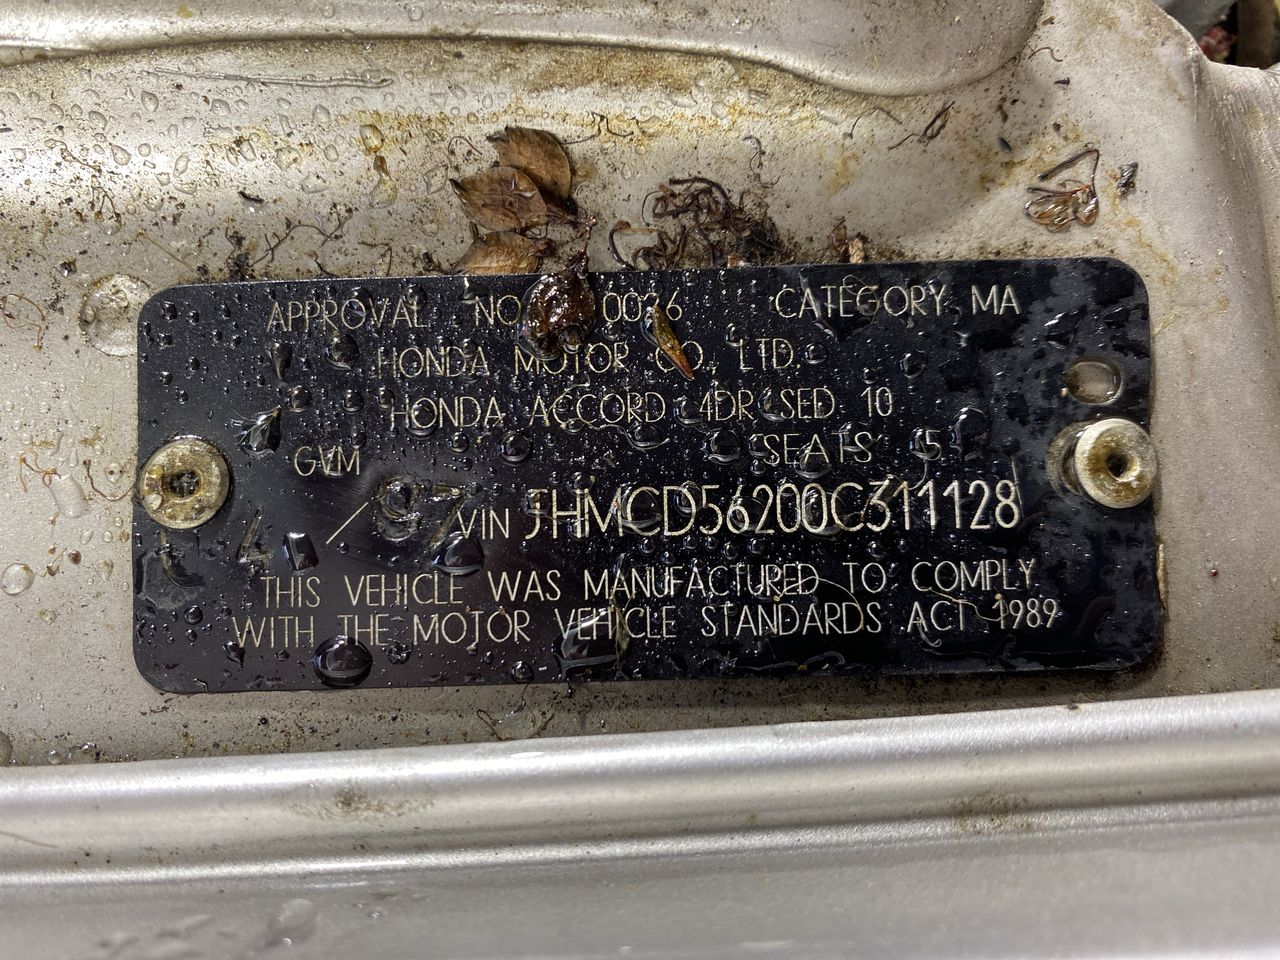 APPROVAL NO 0036 CATEGORY MA
HONDA MOTOR CO., LTD.
HONDA ACCORD 4DR SED 10
SEATS 5
GVM
/97 VIN JHMCD56200C311128
THIS VEHICLE WAS MANUFACTURED TO COMPLY
WITH THE MOTOR VEHICLE STANDARDS ACT 1989